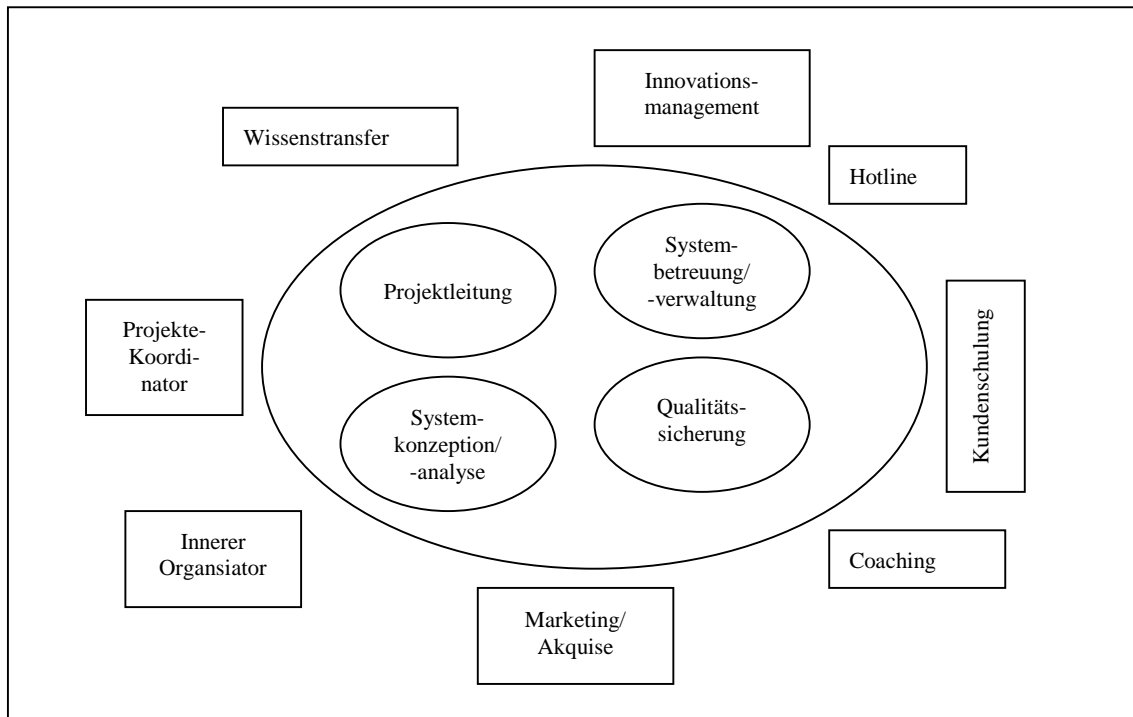 Innovations-
management
Wissenstransfer
Hotline
System-
betreuung/
-verwaltung
Projektleitung
Projekte-
Koordi-
nator
Kundenschulung
Qualitäts-
sicherung
System-
konzeption/
-analyse
Innerer
Organsiator
Coaching
Marketing/
Akquise